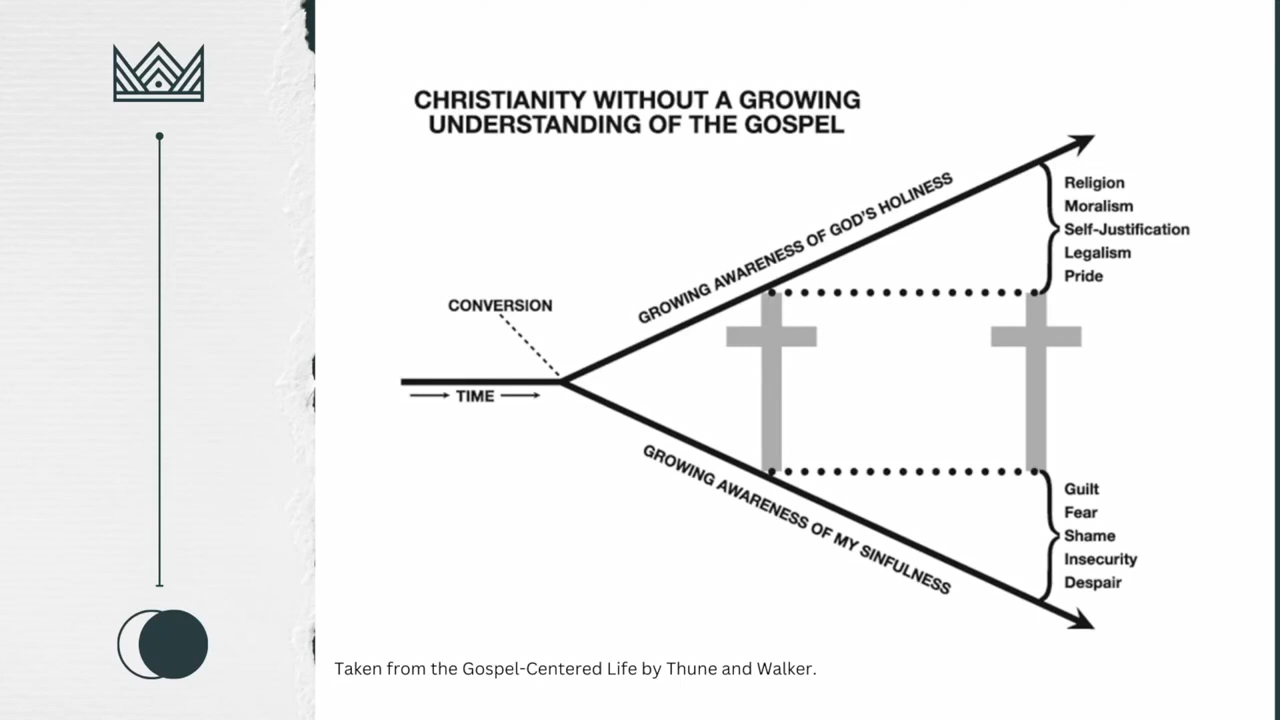 CHRISTIANITY WITHOUT A GROWING
UNDERSTANDING OF THE GOSPEL
GROWING AWARENESS OF GOD'S HOLINESS
Religion
Moralism
Self-Justification
Legalism
Pride
CONVERSION
TIME
GROWING AWARENESS OF MY SINFULNESS
Guilt
Fear
Shame
Insecurity
Despair
Taken from the Gospel-Centered Life by Thune and Walker.